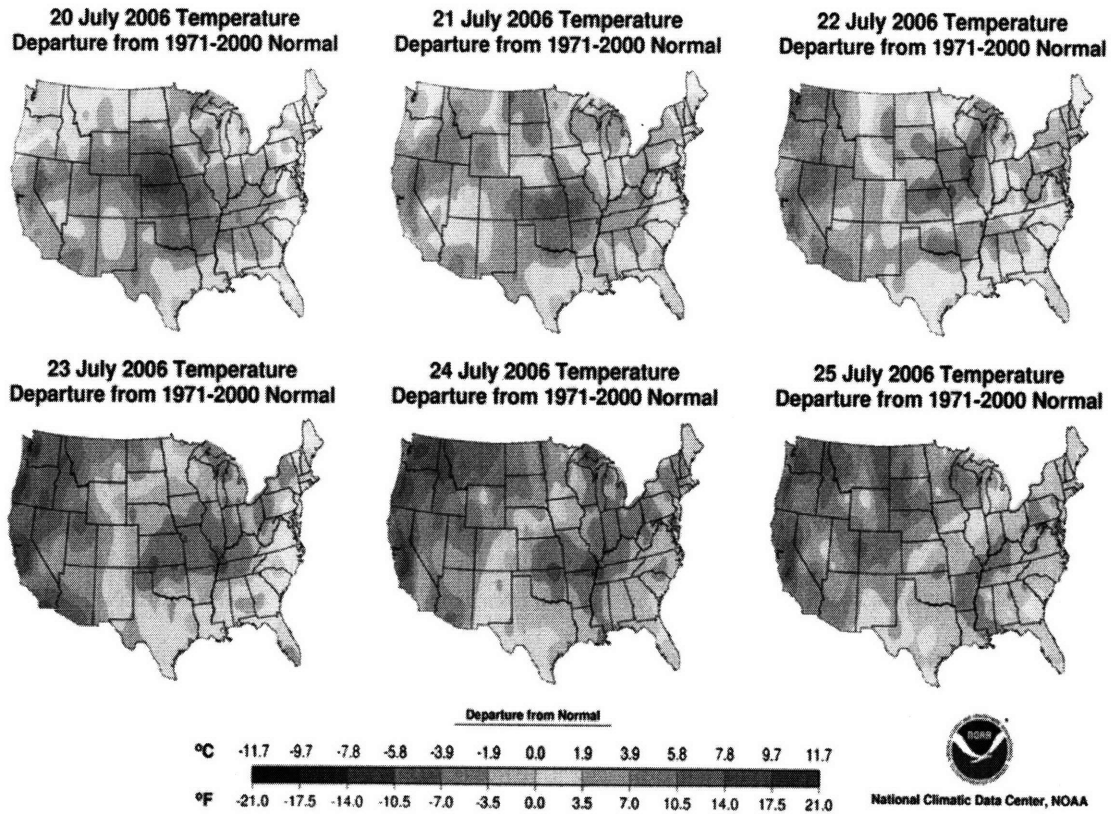 20 July 2006 Temperature
Departure from 1971-2000 Normal
21 July 2006 Temperature
Departure from 1971-2000 Normal
22 July 2006 Temperature
Departure from 1971-2000 Normal
23 July 2006 Temperature
Departure from 1971-2000 Normal
24 July 2006 Temperature
Departure from 1971-2000 Normal
25 July 2006 Temperature
Departure from 1971-2000 Normal
Departure from Normal
ºC -11.7 -9.7 -7.8 -5.8 -3.9 -1.9 0.0 1.9 3.9 5.8 7.8 9.7 11.7
ºF -21.0 -17.5 -14.0 -10.5 -7.0 -3.5 0.0 3.5 7.0 10.5 14.0 17.5 21.0
NOAA
National Climatic Data Center, NOAA